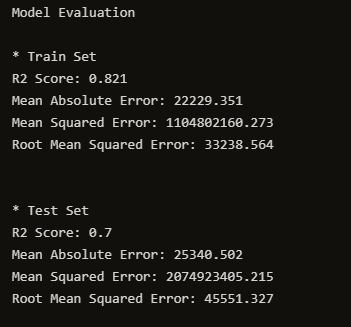 Model Evaluation
* Train Set
R2 Score: 0.821
Mean Absolute Error: 22229.351
Mean Squared Error: 1104802160.273
Root Mean Squared Error: 33238.564
* Test Set
R2 Score: 0.7
Mean Absolute Error: 25340.502
Mean Squared Error: 2074923405.215
Root Mean Squared Error: 45551.327